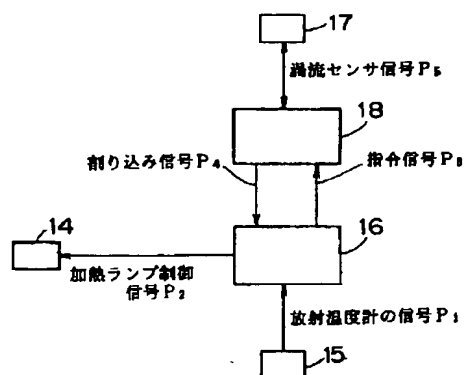 17
渦流センサ信号P₅
18
割り込み信号P₄
指令信号P₃
14
16
加熱ランプ制御
信号P₂
放射温度計の信号P₁
15